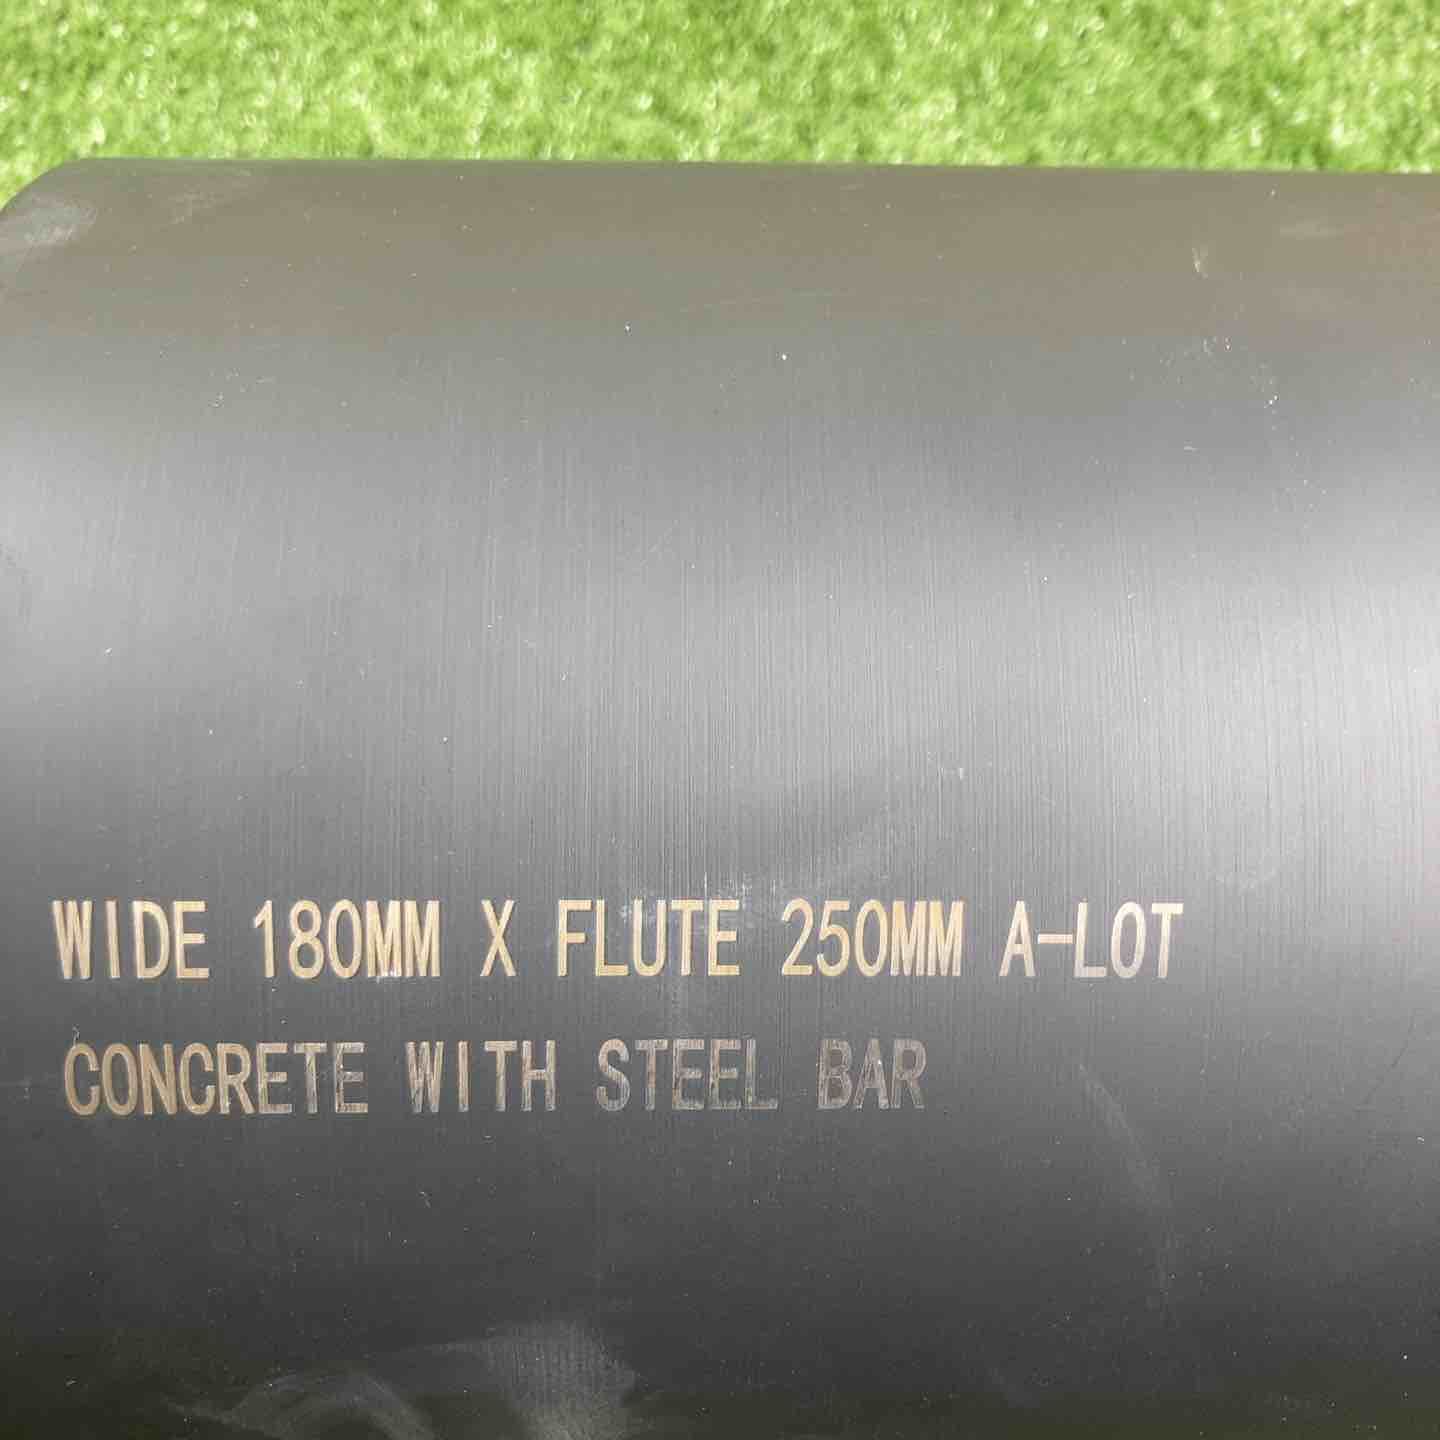 WIDE 180MM X FLUTE 250MM A-LOT
CONCRETE WITH STEEL BAR